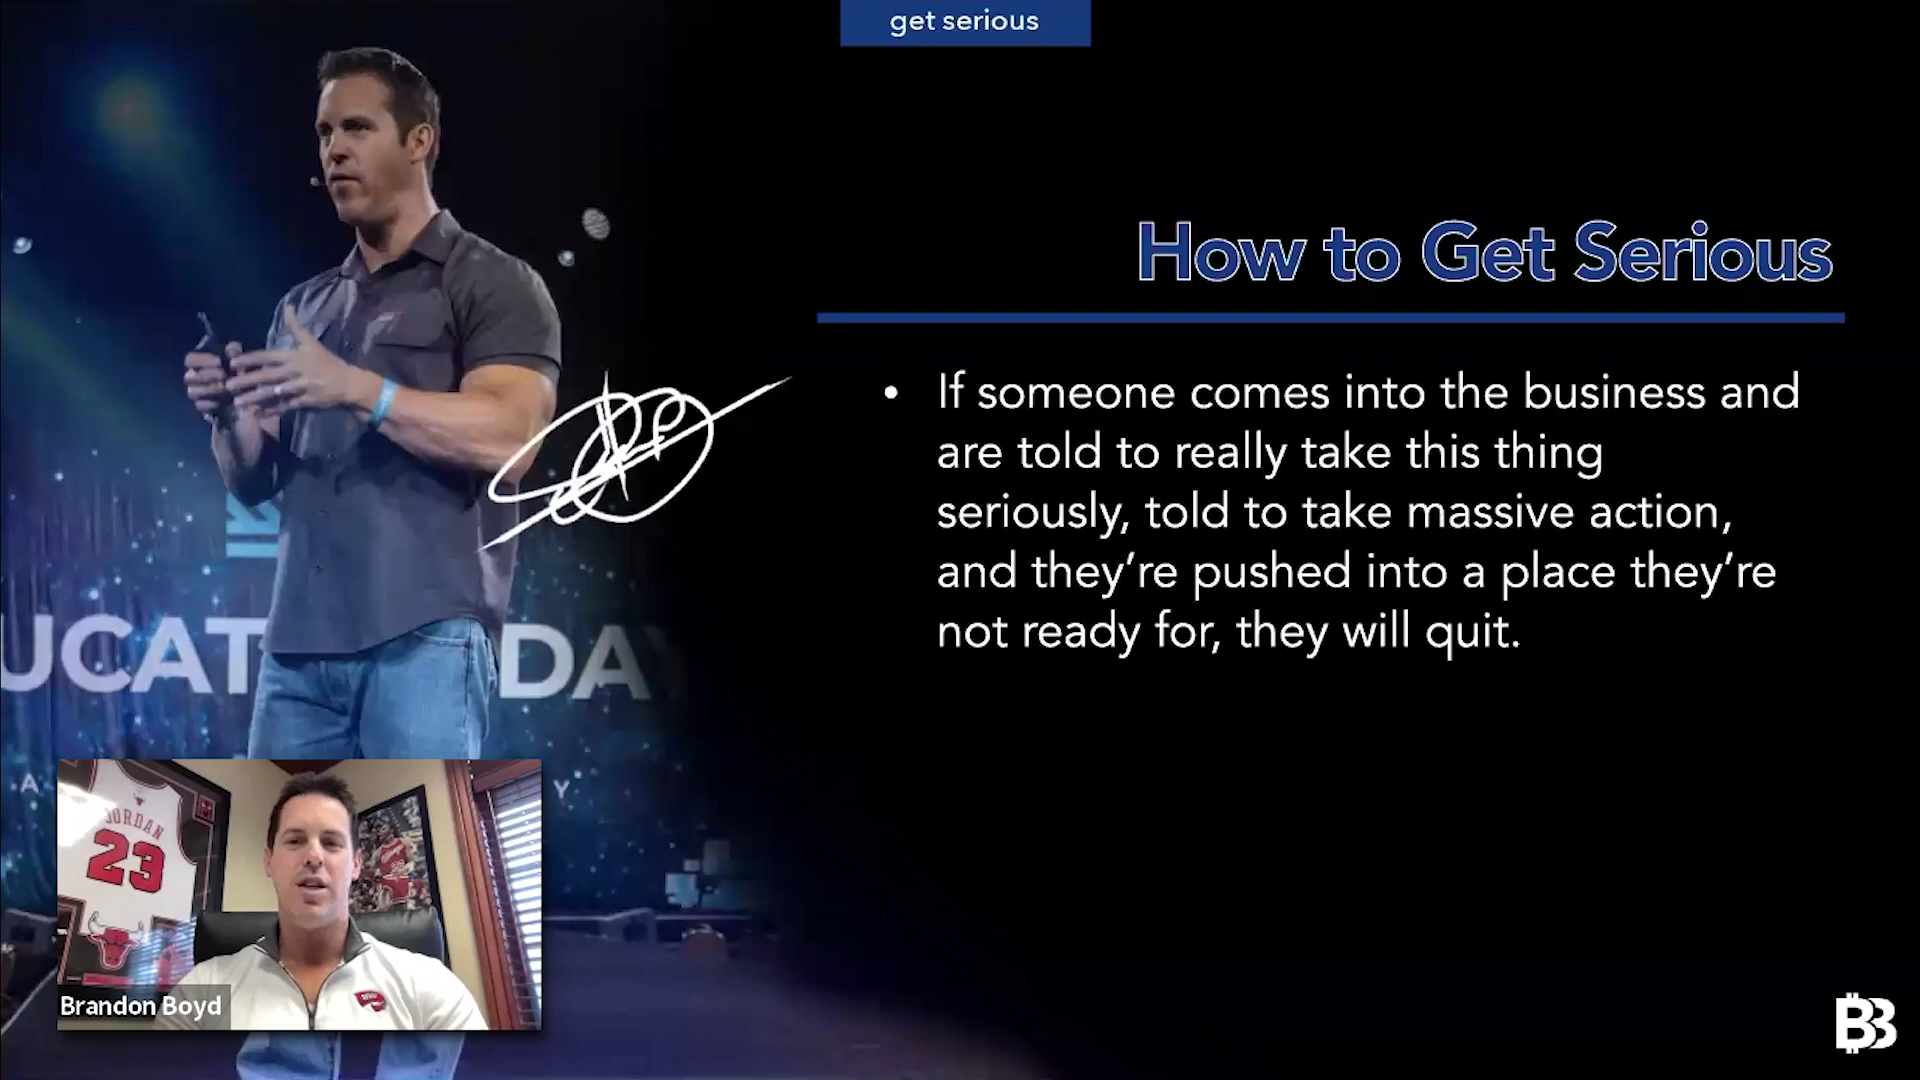 get serious
How to Get Serious
• If someone comes into the business and
are told to really take this thing
seriously, told to take massive action,
and they’re pushed into a place they’re
not ready for, they will quit.
UCAT
DAY
A
Y
JORDAN
23
Brandon Boyd